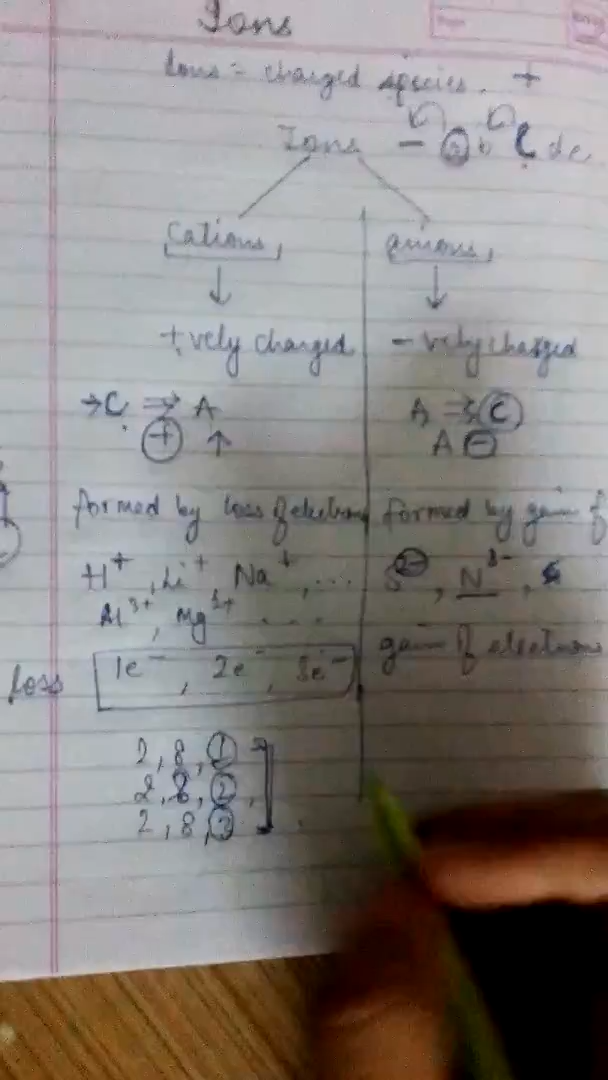 Ions
Ions = charged species. +
Ions - a b c d e,
Cations, anions,
↓ ↓
+vely charged - vely charged
→C ⇒ A A ⇒ C
+ ↑ A -
formed by loss of electrons formed by gain of
H+, Li+, Na+, ... S2-, N3-,
Al3+, Mg2+ ...
gain of electrons
loss 1e-, 2e-, 3e-
2, 8, 1
2, 8, 2,
2, 8, 3